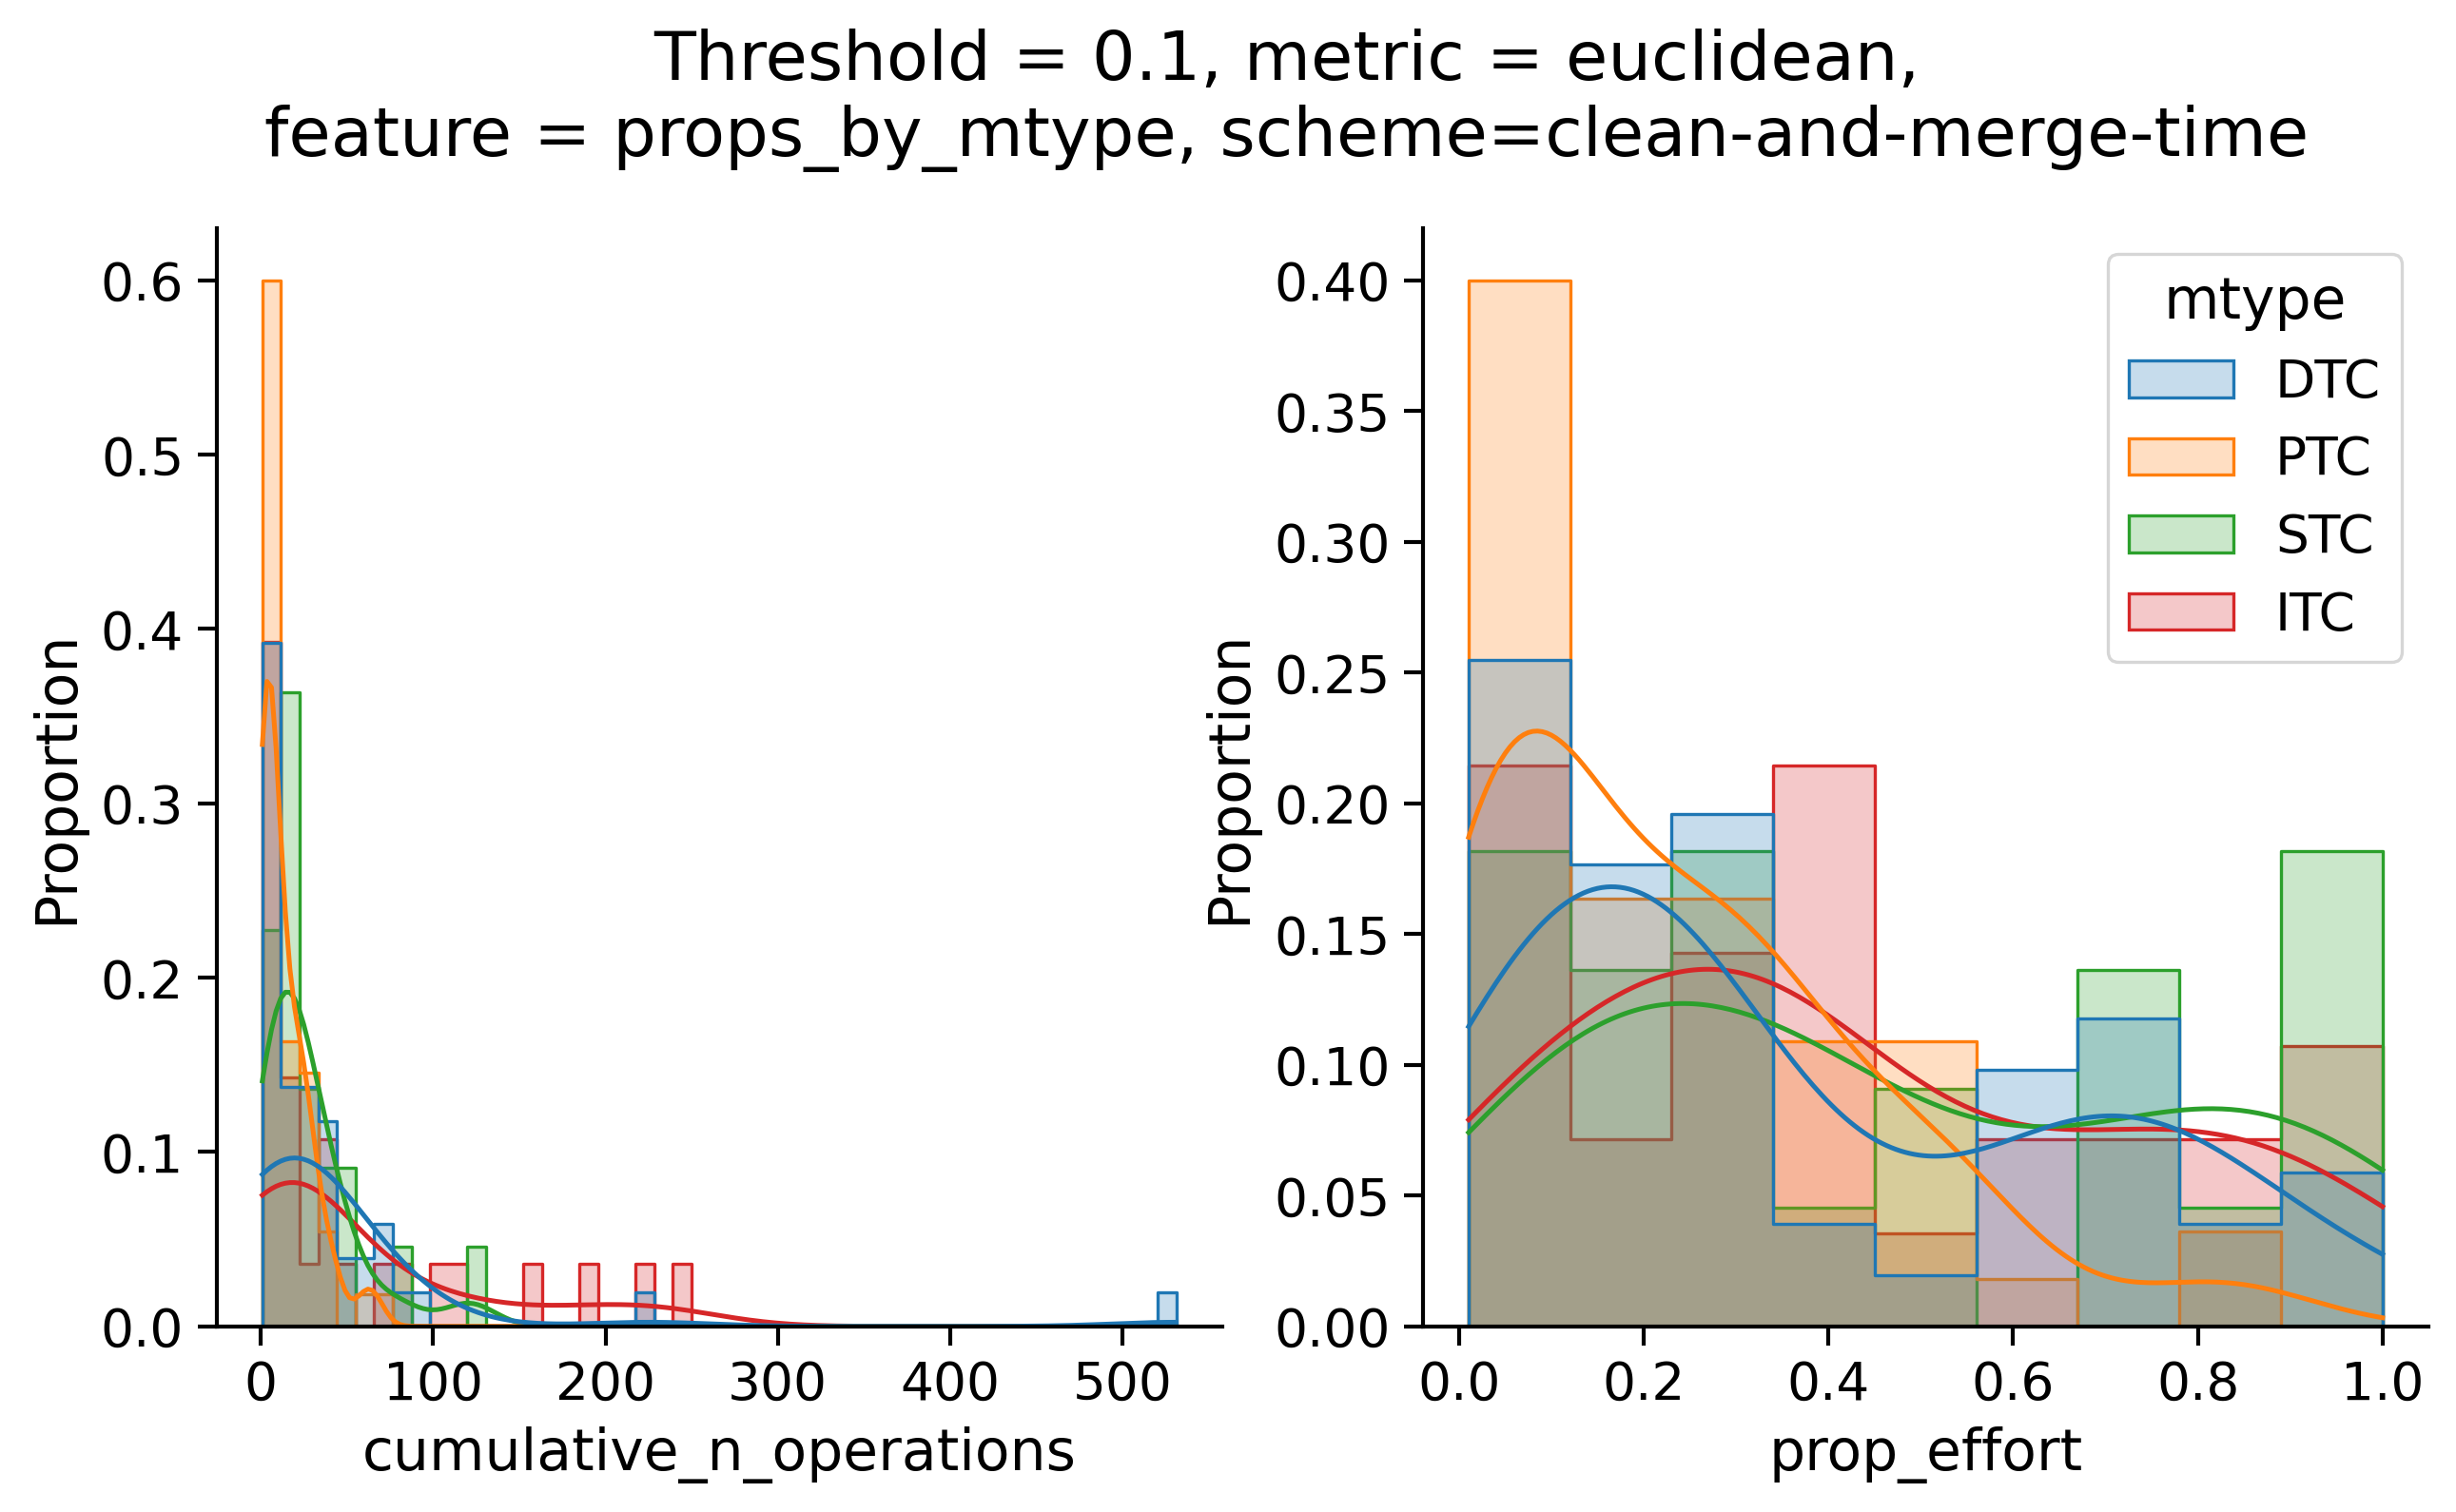 Threshold = 0.1, metric = euclidean,
feature = props_by_mtype, scheme=clean-and-merge-time
Proportion
0.6
0.5
0.4
0.3
0.2
0.1
0.0
0
100
200
300
400
500
cumulative_n_operations
Proportion
0.40
0.35
0.30
0.25
0.20
0.15
0.10
0.05
0.00
0.0
0.2
0.4
0.6
0.8
1.0
prop_effort
mtype
DTC
PTC
STC
ITC